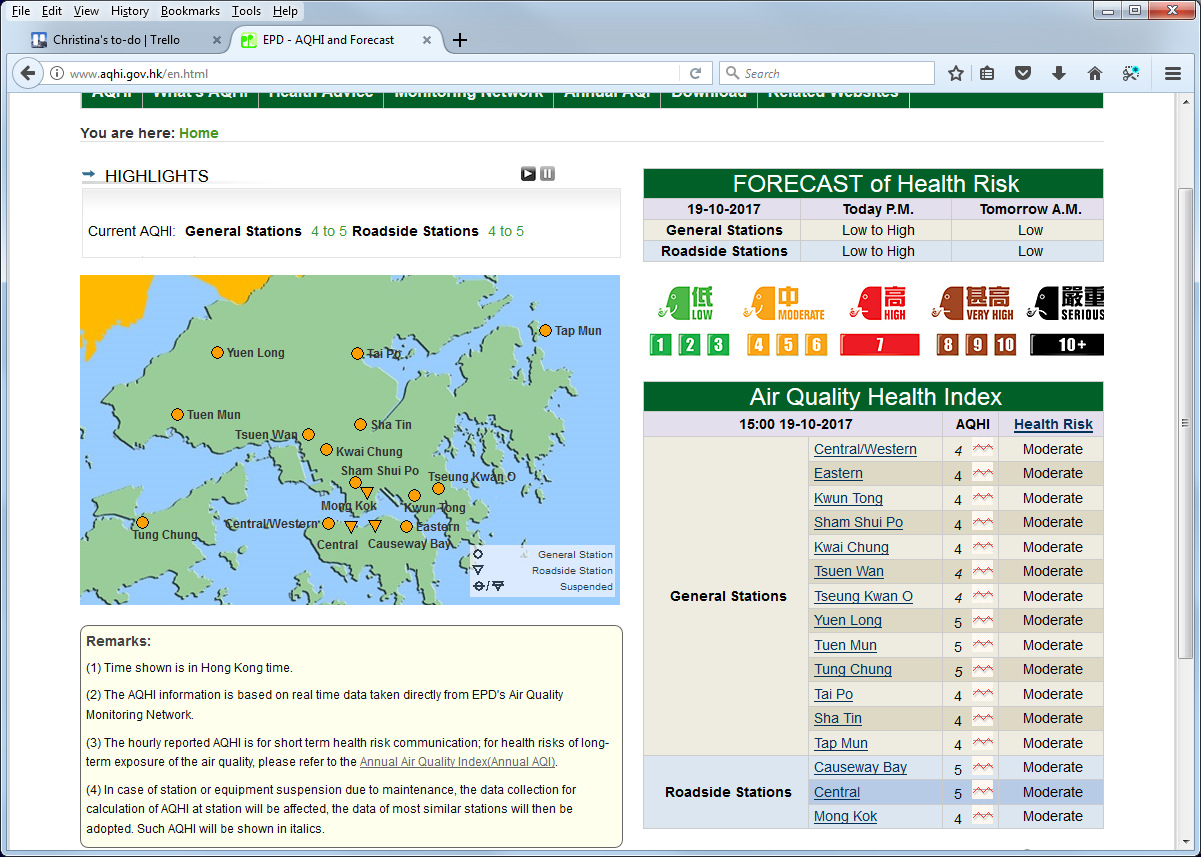 File Edit View History Bookmarks Tools Help
Christina's to-do | Trello
EPD - AQHI and Forecast
www.aqhi.gov.hk/en.html
Search
AQHI What's AQHI Health Advice Monitoring Network Annual AQI Download Related Websites
You are here: Home
HIGHLIGHTS
Current AQHI: General Stations 4 to 5 Roadside Stations 4 to 5
Tap Mun
Yuen Long
Tai Po
Tuen Mun
Sha Tin
Tsuen Wan
Kwai Chung
Sham Shui Po
Tseung Kwan O
Mong Kok
Kwun Tong
Central/Western
Eastern
Tung Chung
Central
Causeway Bay
General Station
Roadside Station
/ Suspended
Remarks:
(1) Time shown is in Hong Kong time.
(2) The AQHI information is based on real time data taken directly from EPD's Air Quality
Monitoring Network.
(3) The hourly reported AQHI is for short term health risk communication; for health risks of long-
term exposure of the air quality, please refer to the Annual Air Quality Index(Annual AQI).
(4) In case of station or equipment suspension due to maintenance, the data collection for
calculation of AQHI at station will be affected, the data of most similar stations will then be
adopted. Such AQHI will be shown in italics.
FORECAST of Health Risk
19-10-2017 Today P.M. Tomorrow A.M.
General Stations Low to High Low
Roadside Stations Low to High Low
低 LOW
中 MODERATE
高 HIGH
甚高 VERY HIGH
嚴重 SERIOUS
1 2 3 4 5 6 7 8 9 10 10+
Air Quality Health Index
15:00 19-10-2017 AQHI Health Risk
General Stations
Central/Western 4 Moderate
Eastern 4 Moderate
Kwun Tong 4 Moderate
Sham Shui Po 4 Moderate
Kwai Chung 4 Moderate
Tsuen Wan 4 Moderate
Tseung Kwan O 4 Moderate
Yuen Long 5 Moderate
Tuen Mun 5 Moderate
Tung Chung 5 Moderate
Tai Po 4 Moderate
Sha Tin 4 Moderate
Tap Mun 4 Moderate
Roadside Stations
Causeway Bay 5 Moderate
Central 5 Moderate
Mong Kok 4 Moderate